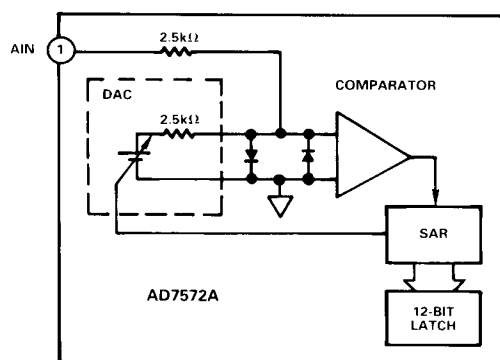 2.5kΩ
AIN
1
COMPARATOR
DAC
2.5kΩ
SAR
AD7572A
12-BIT
LATCH